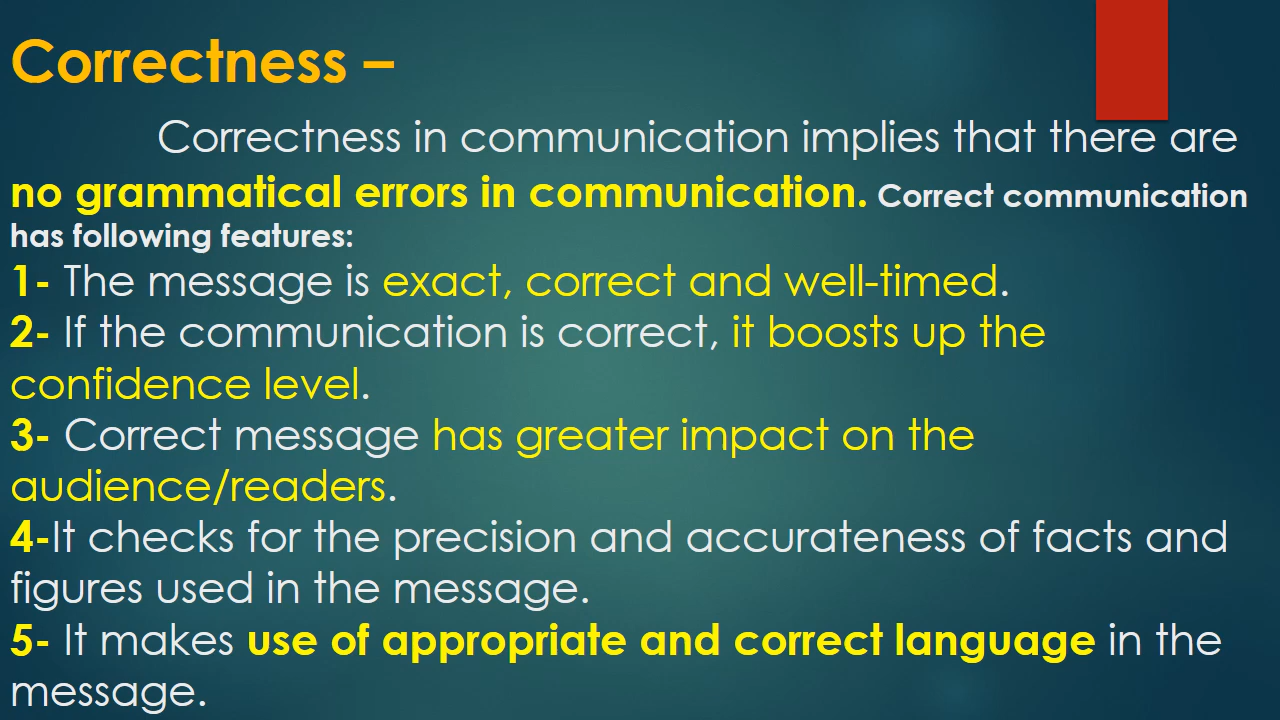 Correctness –
Correctness in communication implies that there are
no grammatical errors in communication. Correct communication
has following features:
1- The message is exact, correct and well-timed.
2- If the communication is correct, it boosts up the
confidence level.
3- Correct message has greater impact on the
audience/readers.
4-It checks for the precision and accurateness of facts and
figures used in the message.
5- It makes use of appropriate and correct language in the
message.